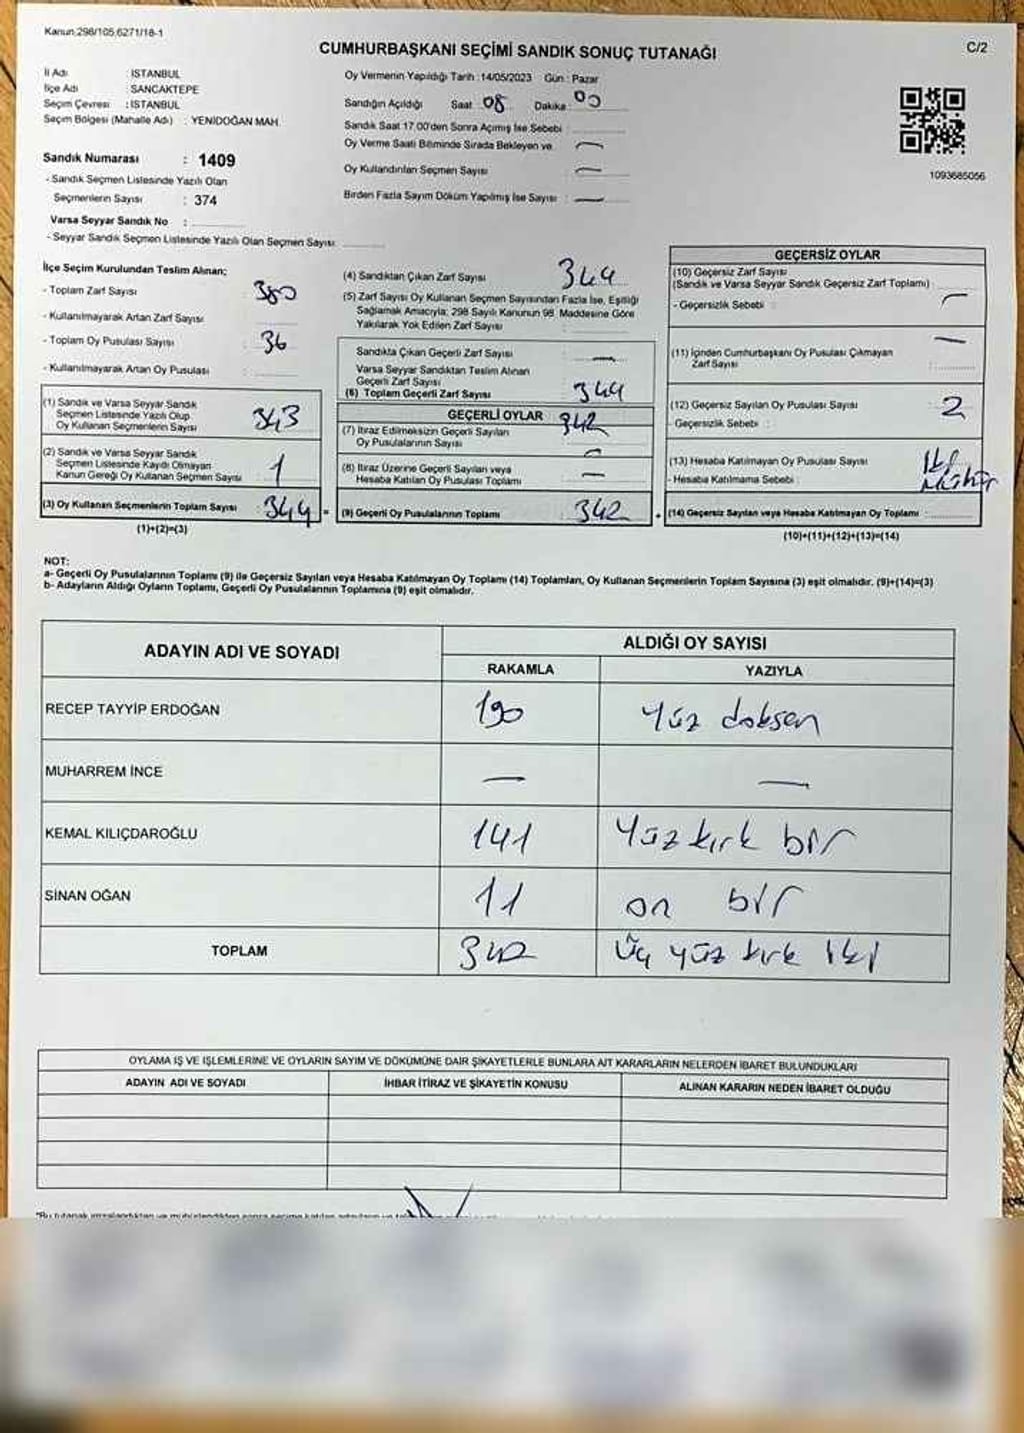 Kanun:298/105,6271/18-1
C/2
CUMHURBAŞKANI SEÇİMİ SANDIK SONUÇ TUTANAĞI
İl Adı : İSTANBUL
İlçe Adı : SANCAKTEPE
Seçim Çevresi : İSTANBUL
Seçim Bölgesi (Mahalle Adı) : YENİDOĞAN MAH.
Sandık Numarası : 1409
- Sandık Seçmen Listesinde Yazılı Olan
Seçmenlerin Sayısı : 374
Varsa Seyyar Sandık No :
- Seyyar Sandık Seçmen Listesinde Yazılı Olan Seçmen Sayısı:
Oy Vermenin Yapıldığı Tarih : 14/05/2023 Gün : Pazar
Sandığın Açıldığı Saat : 08 Dakika : 00
Sandık Saat 17.00'den Sonra Açmış İse Sebebi :
Oy Verme Saati Bitiminde Sırada Bekleyen ve : —
Oy Kullandırılan Seçmen Sayısı : —
Birden Fazla Sayım Döküm Yapılmış İse Sayısı : —
1093685056
İlçe Seçim Kurulundan Teslim Alınan;
- Toplam Zarf Sayısı : 380
- Kullanılmayarak Artan Zarf Sayısı :
- Toplam Oy Pusulası Sayısı : 36
- Kullanılmayarak Artan Oy Pusulası :
(1) Sandık ve Varsa Seyyar Sandık
Seçmen Listesinde Yazılı Olup
Oy Kullanan Seçmenlerin Sayısı : 343
(2) Sandık ve Varsa Seyyar Sandık
Seçmen Listesinde Kaydı Olmayan
Kanun Gereği Oy Kullanan Seçmen Sayısı : 1
(3) Oy Kullanan Seçmenlerin Toplam Sayısı : 344 =
(1)+(2)=(3)
(4) Sandıktan Çıkan Zarf Sayısı : 344
(5) Zarf Sayısı Oy Kullanan Seçmen Sayısından Fazla İse, Eşitliği
Sağlamak Amacıyla; 298 Sayılı Kanunun 98. Maddesine Göre
Yakılarak Yok Edilen Zarf Sayısı :
Sandıkta Çıkan Geçerli Zarf Sayısı : —
Varsa Seyyar Sandıktan Teslim Alınan
Geçerli Zarf Sayısı :
(6) Toplam Geçerli Zarf Sayısı : 344
GEÇERLİ OYLAR
(7) İtiraz Edilmeksizin Geçerli Sayılan 342
Oy Pusulalarının Sayısı : —
(8) İtiraz Üzerine Geçerli Sayılan veya
Hesaba Katılan Oy Pusulası Toplamı : —
(9) Geçerli Oy Pusulalarının Toplamı : 342 +
GEÇERSİZ OYLAR
(10) Geçersiz Zarf Sayısı
(Sandık ve Varsa Seyyar Sandık Geçersiz Zarf Toplamı) :
- Geçersizlik Sebebi : —
(11) İçinden Cumhurbaşkanı Oy Pusulası Çıkmayan —
Zarf Sayısı :
(12) Geçersiz Sayılan Oy Pusulası Sayısı : 2
- Geçersizlik Sebebi :
(13) Hesaba Katılmayan Oy Pusulası Sayısı : İki
- Hesaba Katılmama Sebebi : Mühür
(14) Geçersiz Sayılan veya Hesaba Katılmayan Oy Toplamı :
(10)+(11)+(12)+(13)=(14)
NOT:
a- Geçerli Oy Pusulalarının Toplamı (9) ile Geçersiz Sayılan veya Hesaba Katılmayan Oy Toplamı (14) Toplamları, Oy Kullanan Seçmenlerin Toplam Sayısına (3) eşit olmalıdır. (9)+(14)=(3)
b- Adayların Aldığı Oyların Toplamı, Geçerli Oy Pusulalarının Toplamına (9) eşit olmalıdır.
ADAYIN ADI VE SOYADI ALDIĞI OY SAYISI
RAKAMLA YAZIYLA
RECEP TAYYİP ERDOĞAN 190 Yüz doksan
MUHARREM İNCE — —
KEMAL KILIÇDAROĞLU 141 Yüz kırk bir
SİNAN OĞAN 11 on bir
TOPLAM 342 Üç yüz kırk iki
OYLAMA İŞ VE İŞLEMLERİNE VE OYLARIN SAYIM VE DÖKÜMÜNE DAİR ŞİKAYETLERLE BUNLARA AİT KARARLARIN NELERDEN İBARET BULUNDUKLARI
ADAYIN ADI VE SOYADI İHBAR İTİRAZ VE ŞİKAYETİN KONUSU ALINAN KARARIN NEDEN İBARET OLDUĞU